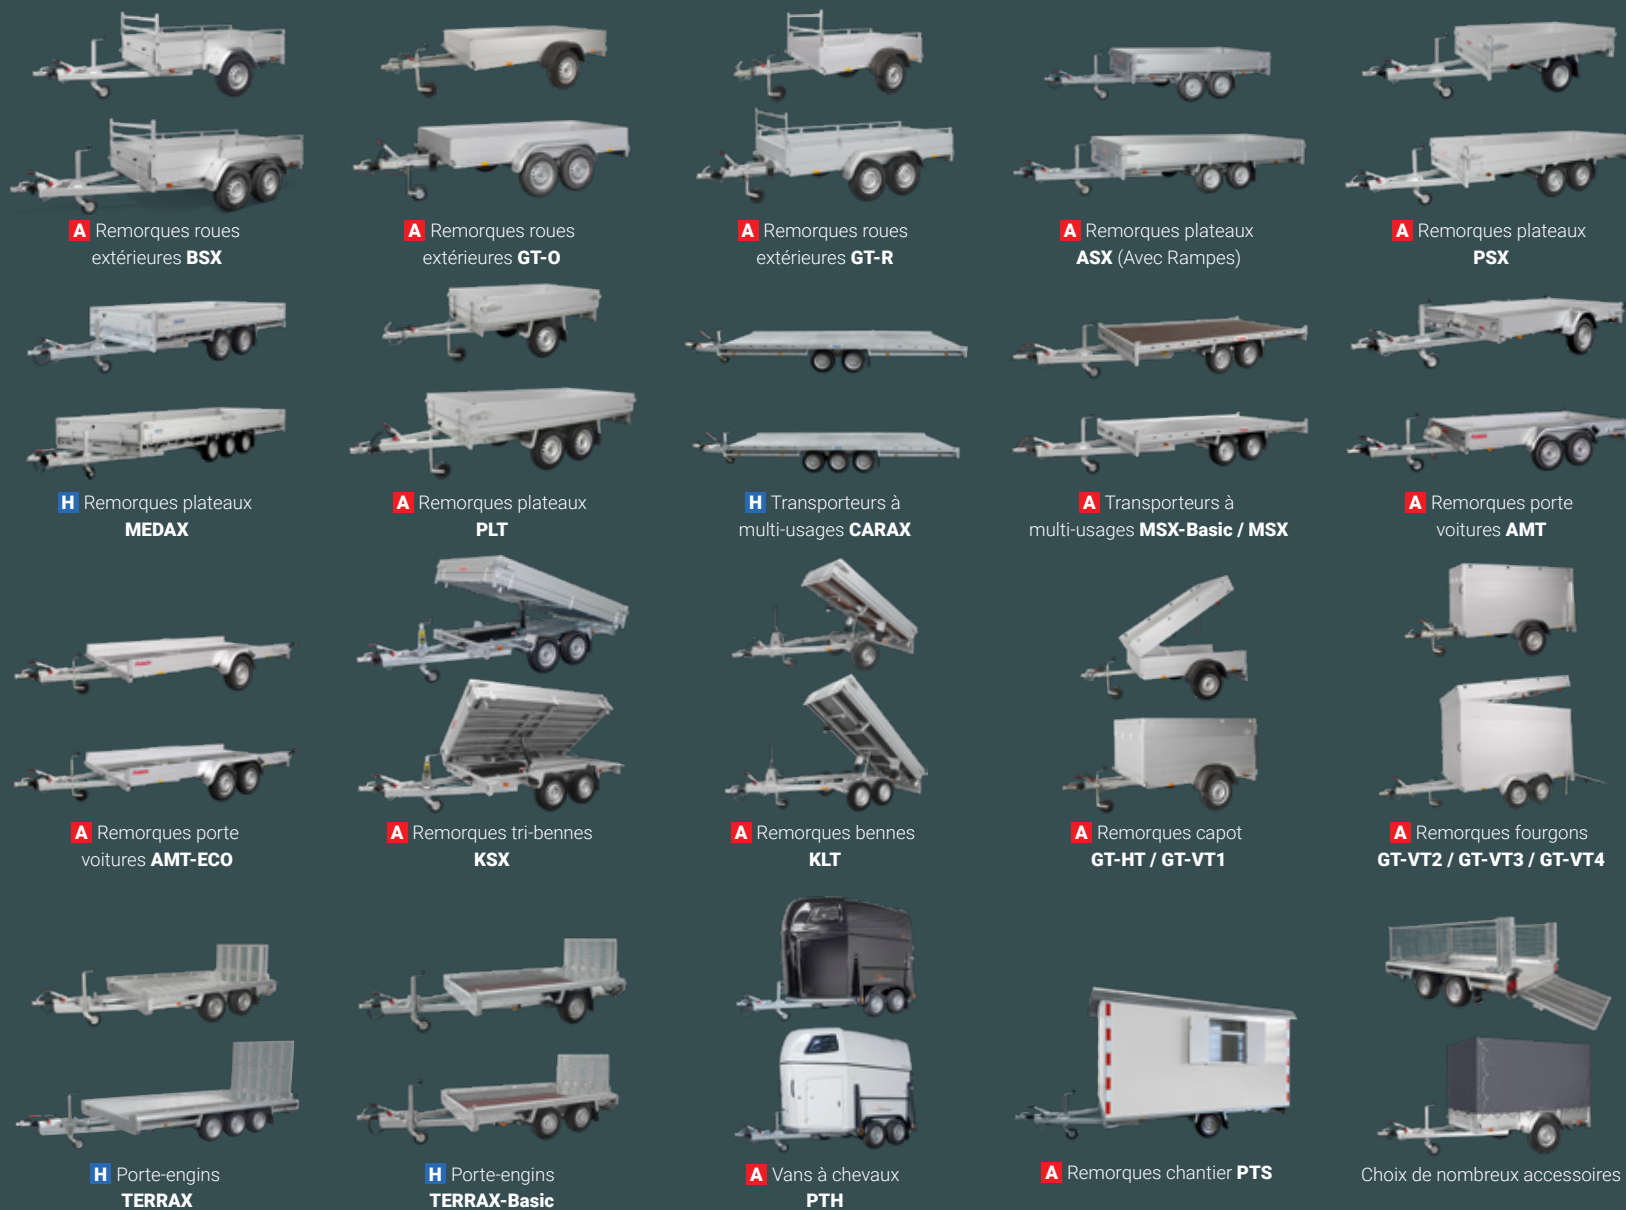 A Remorques roues
extérieures BSX
A Remorques roues
extérieures GT-O
A Remorques roues
extérieures GT-R
A Remorques plateaux
ASX (Avec Rampes)
A Remorques plateaux
PSX
H Remorques plateaux
MEDAX
A Remorques plateaux
PLT
H Transporteurs à
multi-usages CARAX
A Transporteurs à
multi-usages MSX-Basic / MSX
A Remorques porte
voitures AMT
A Remorques porte
voitures AMT-ECO
A Remorques tri-bennes
KSX
A Remorques bennes
KLT
A Remorques capot
GT-HT / GT-VT1
A Remorques fourgons
GT-VT2 / GT-VT3 / GT-VT4
H Porte-engins
TERRAX
H Porte-engins
TERRAX-Basic
A Vans à chevaux
PTH
A Remorques chantier PTS
Choix de nombreux accessoires